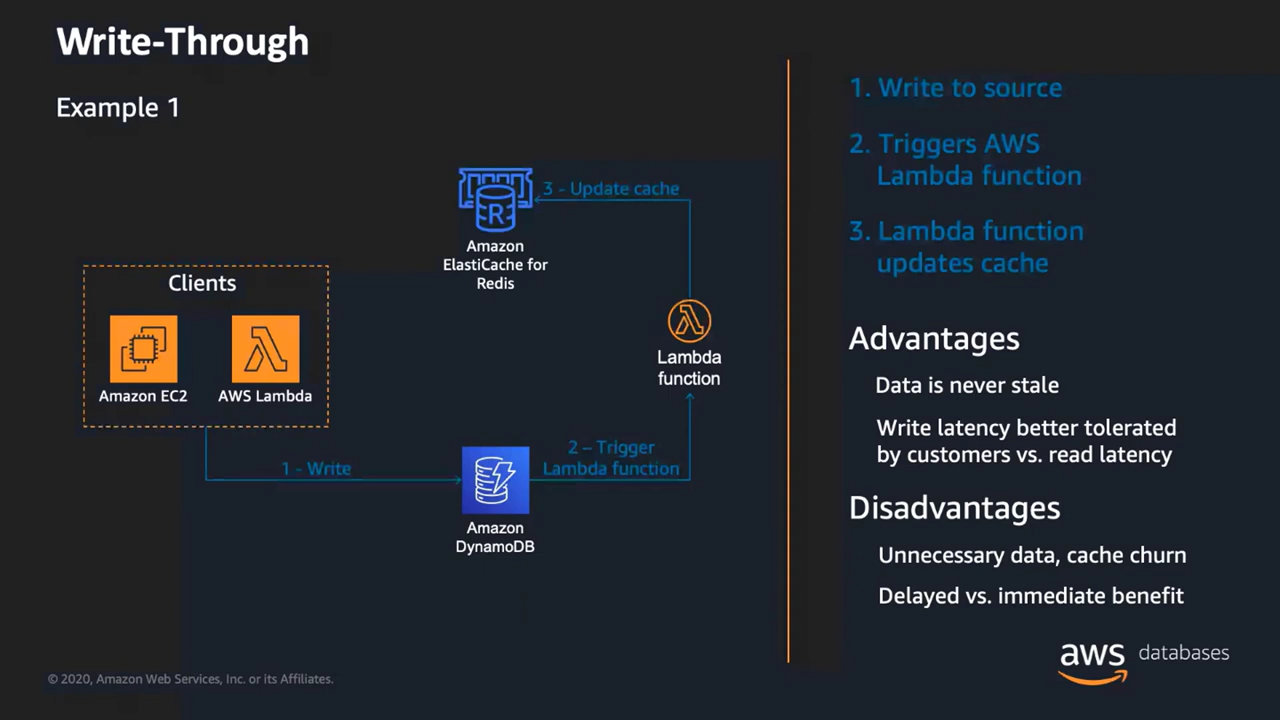 Write-Through
Example 1
3 - Update cache
R
Amazon
ElastiCache for
Redis
Clients
Amazon EC2
AWS Lambda
Lambda
function
1 - Write
2 – Trigger
Lambda function
Amazon
DynamoDB
1. Write to source
2. Triggers AWS
Lambda function
3. Lambda function
updates cache
Advantages
Data is never stale
Write latency better tolerated
by customers vs. read latency
Disadvantages
Unnecessary data, cache churn
Delayed vs. immediate benefit
aws databases
© 2020, Amazon Web Services, Inc. or its Affiliates.